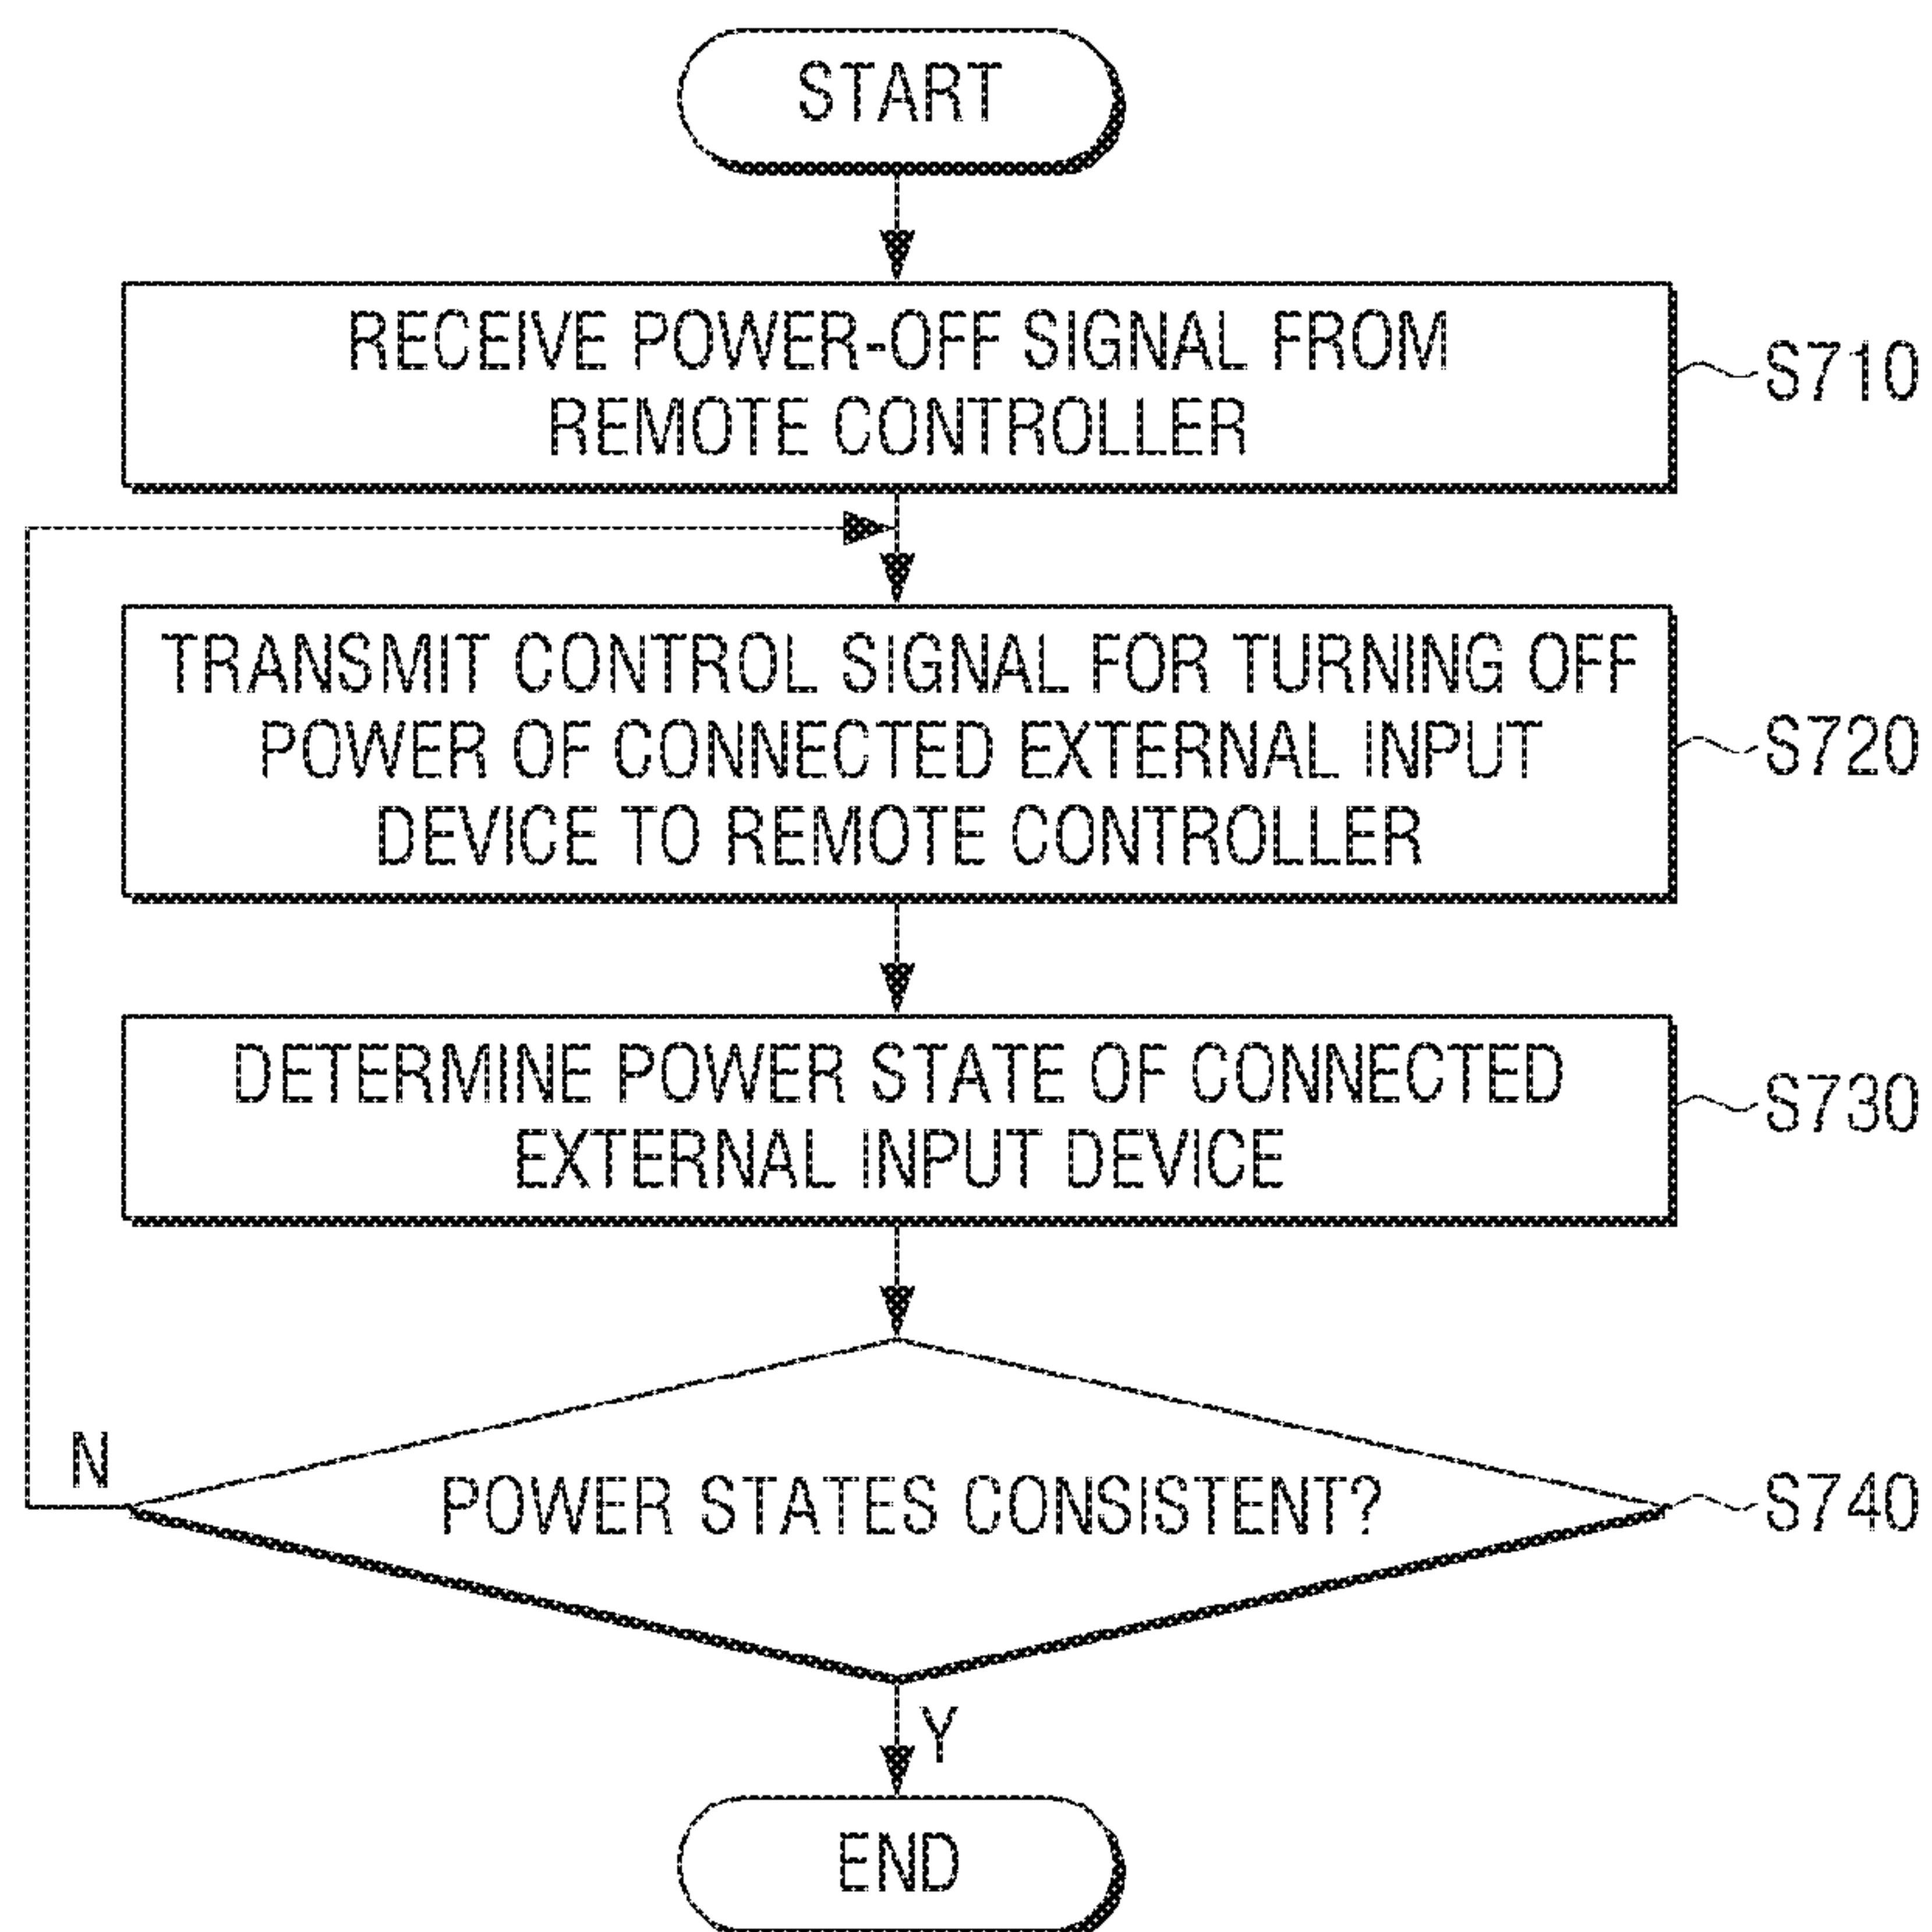 START
RECEIVE POWER-OFF SIGNAL FROM
REMOTE CONTROLLER
S710
TRANSMIT CONTROL SIGNAL FOR TURNING OFF
POWER OF CONNECTED EXTERNAL INPUT
DEVICE TO REMOTE CONTROLLER
S720
DETERMINE POWER STATE OF CONNECTED
EXTERNAL INPUT DEVICE
S730
N
POWER STATES CONSISTENT?
S740
Y
END